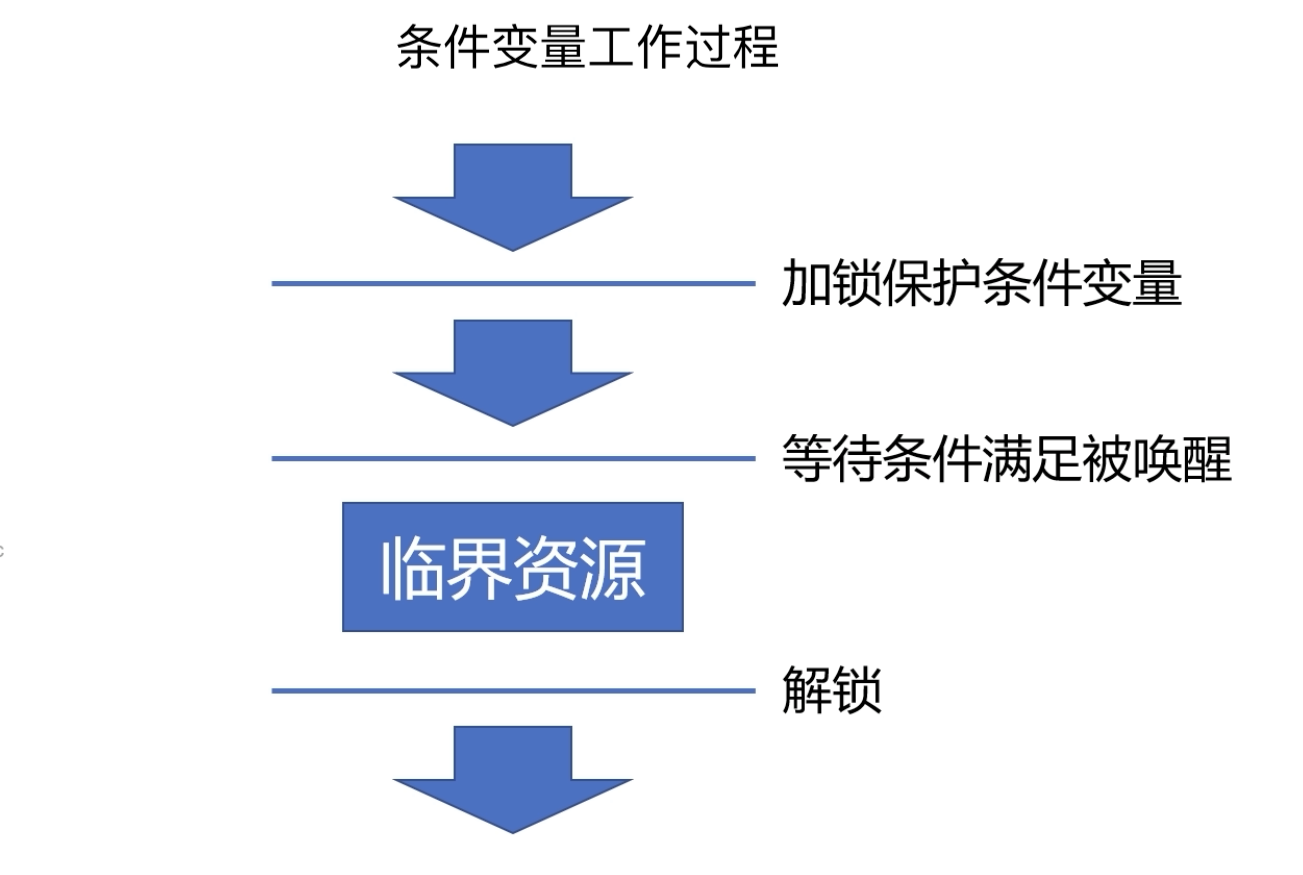 条件变量工作过程
加锁保护条件变量
等待条件满足被唤醒
临界资源
解锁